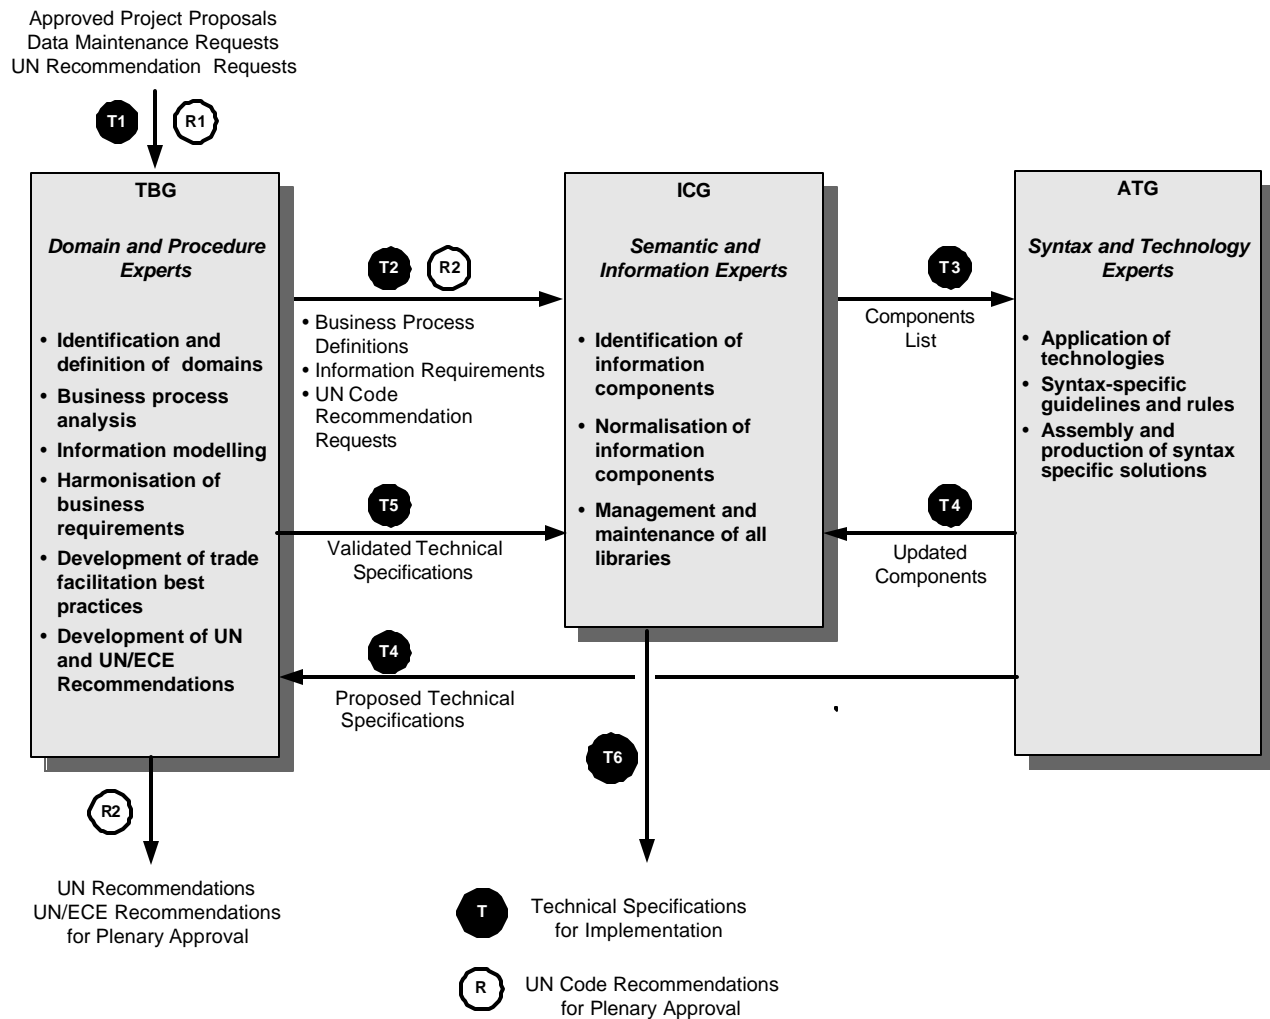 Approved Project Proposals
Data Maintenance Requests
UN Recommendation Requests
T1
R1
TBG
Domain and Procedure
Experts
• Identification and
definition of domains
• Business process
analysis
• Information modelling
• Harmonisation of
business
requirements
• Development of trade
facilitation best
practices
• Development of UN
and UN/ECE
Recommendations
T2
R2
• Business Process
Definitions
• Information Requirements
• UN Code
Recommendation
Requests
T5
Validated Technical
Specifications
T4
Proposed Technical
Specifications
ICG
Semantic and
Information Experts
• Identification of
information
components
• Normalisation of
information
components
• Management and
maintenance of all
libraries
T3
Components
List
T4
Updated
Components
ATG
Syntax and Technology
Experts
• Application of
technologies
• Syntax-specific
guidelines and rules
• Assembly and
production of syntax
specific solutions
T6
R2
UN Recommendations
UN/ECE Recommendations
for Plenary Approval
T
Technical Specifications
for Implementation
R
UN Code Recommendations
for Plenary Approval